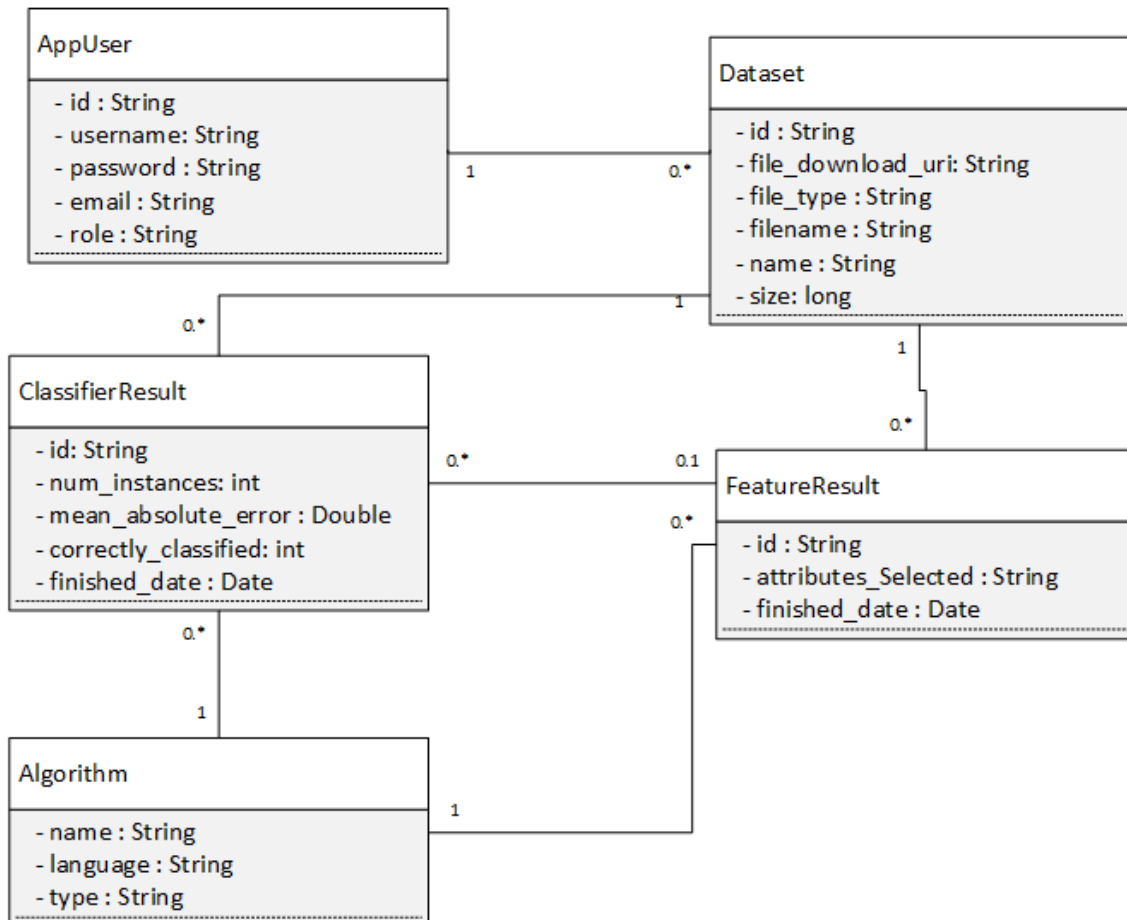 AppUser
- id : String
- username: String
- password : String
- email : String
- role : String
Dataset
- id : String
- file_download_uri: String
- file_type : String
- filename : String
- name : String
- size: long
1
0.*
1
0.*
1
0.*
ClassifierResult
- id: String
- num_instances: int
- mean_absolute_error : Double
- correctly_classified: int
- finished_date : Date
0.*
0.1
FeatureResult
- id : String
- attributes_Selected : String
- finished_date : Date
0.*
0.*
1
1
Algorithm
- name : String
- language : String
- type : String